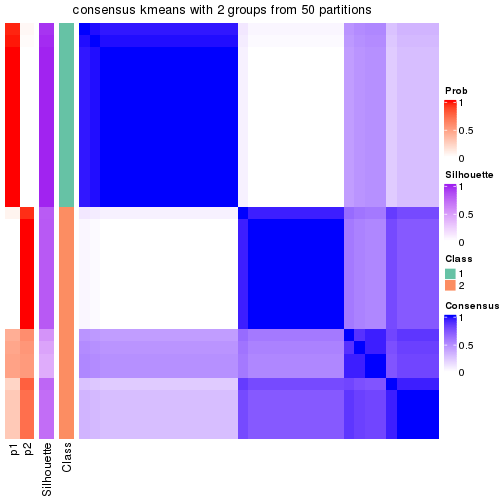 consensus kmeans with 2 groups from 50 partitions
Prob
1
0.5
0
Silhouette
1
0.5
0
Class
1
2
Consensus
1
0.5
0
p1
p2
Silhouette
Class